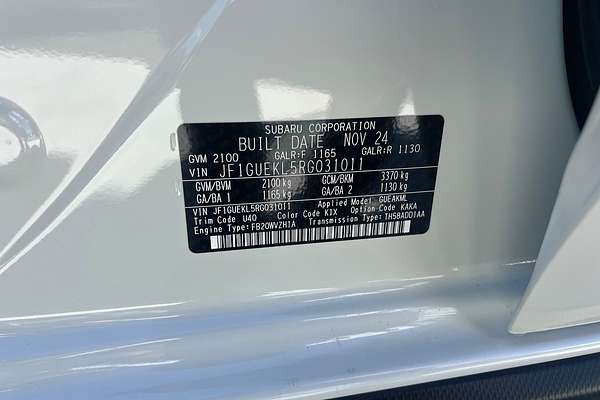 SUBARU CORPORATION
BUILT DATE NOV 24
GVM 2100 GALR:F 1165 GALR:R 1130
VIN JF1GUEKL5RG031011
GVM/BVM 2100 kg GCM/BKM 3370 kg
GA/BA 1 1165 kg GA/BA 2 1130 kg
VIN JF1GUEKL5RG031011 Applied Model GUEAKML
Trim Code U40 Color Code K1X Option Code KAKA
Engine Type:FB20WVZH1A Transmission Type:TH58ADD1AA